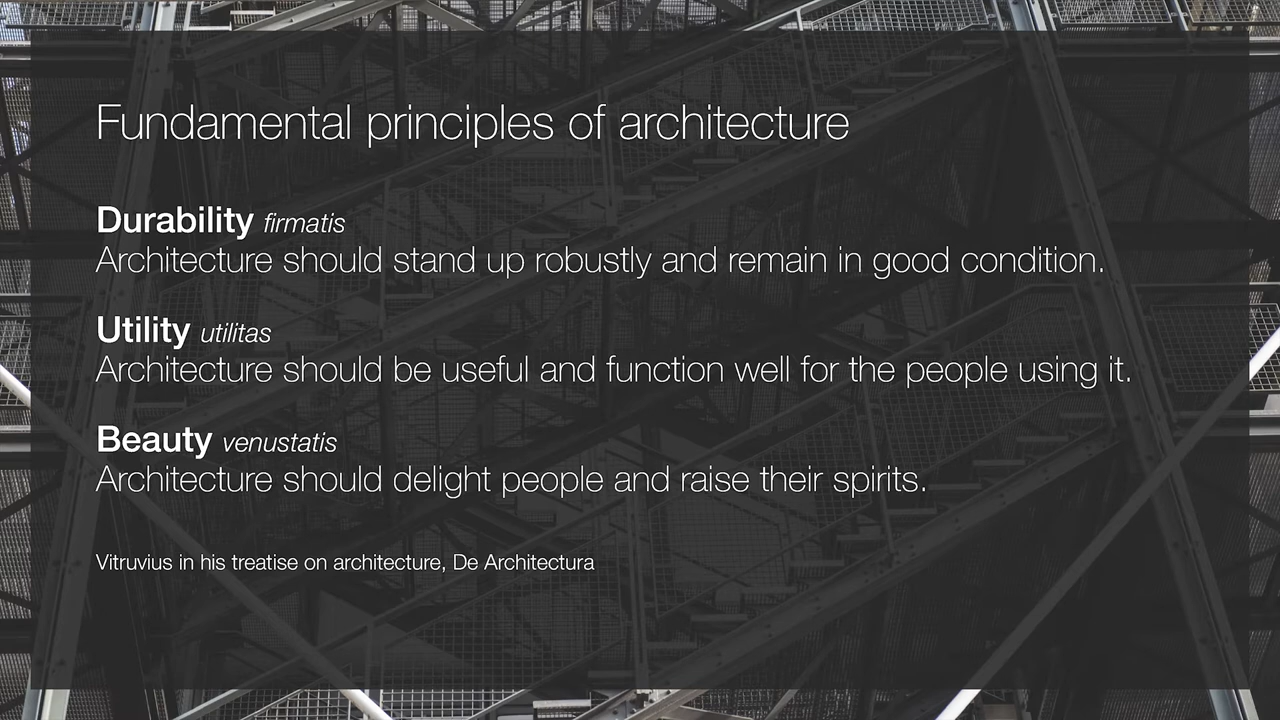 Fundamental principles of architecture
Durability firmatis
Architecture should stand up robustly and remain in good condition.
Utility utilitas
Architecture should be useful and function well for the people using it.
Beauty venustatis
Architecture should delight people and raise their spirits.
Vitruvius in his treatise on architecture, De Architectura